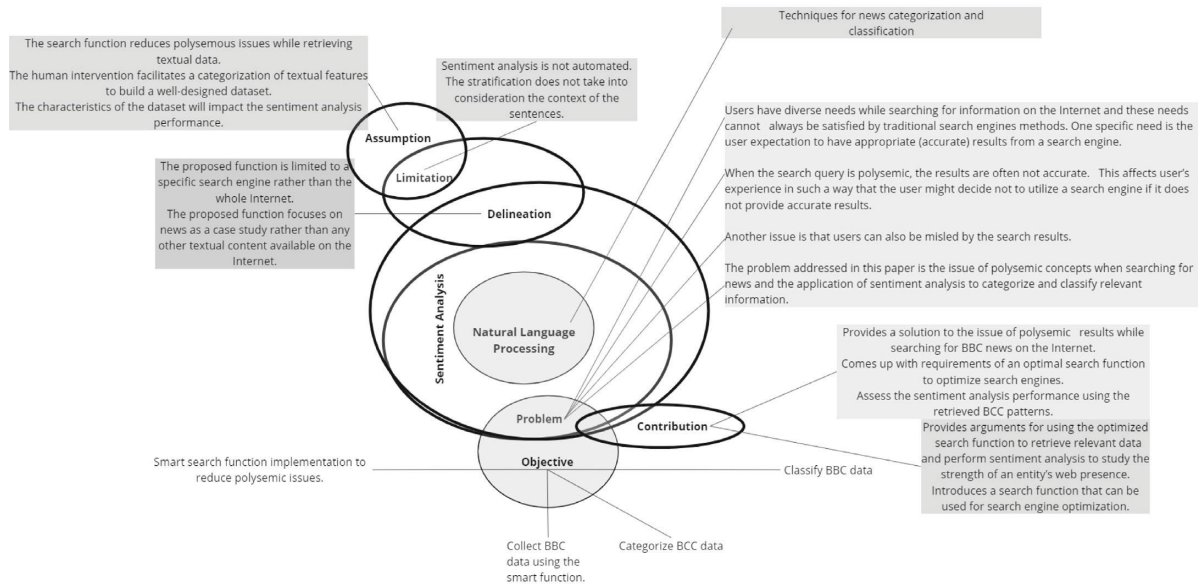 Techniques for news categorization and
classification
The search function reduces polysemous issues while retrieving
textual data.
The human intervention facilitates a categorization of textual features
to build a well-designed dataset.
The characteristics of the dataset will impact the sentiment analysis
performance.
Sentiment analysis is not automated.
The stratification does not take into
consideration the context of the
sentences.
Assumption
Limitation
Delineation
The proposed function is limited to a
specific search engine rather than the
whole Internet.
The proposed function focuses on
news as a case study rather than any
other textual content available on the
Internet.
Users have diverse needs while searching for information on the Internet and these needs
cannot always be satisfied by traditional search engines methods. One specific need is the
user expectation to have appropriate (accurate) results from a search engine.
When the search query is polysemic, the results are often not accurate. This affects user's
experience in such a way that the user might decide not to utilize a search engine if it does
not provide accurate results.
Another issue is that users can also be misled by the search results.
The problem addressed in this paper is the issue of polysemic concepts when searching for
news and the application of sentiment analysis to categorize and classify relevant
information.
Sentiment Analysis
Natural Language
Processing
Problem
Contribution
Objective
Provides a solution to the issue of polysemic results while
searching for BBC news on the Internet.
Comes up with requirements of an optimal search function
to optimize search engines.
Assess the sentiment analysis performance using the
retrieved BCC patterns.
Provides arguments for using the optimized
search function to retrieve relevant data
and perform sentiment analysis to study the
strength of an entity's web presence.
Introduces a search function that can be
used for search engine optimization.
Smart search function implementation to
reduce polysemic issues.
Classify BBC data
Collect BBC
data using the
smart function.
Categorize BCC data